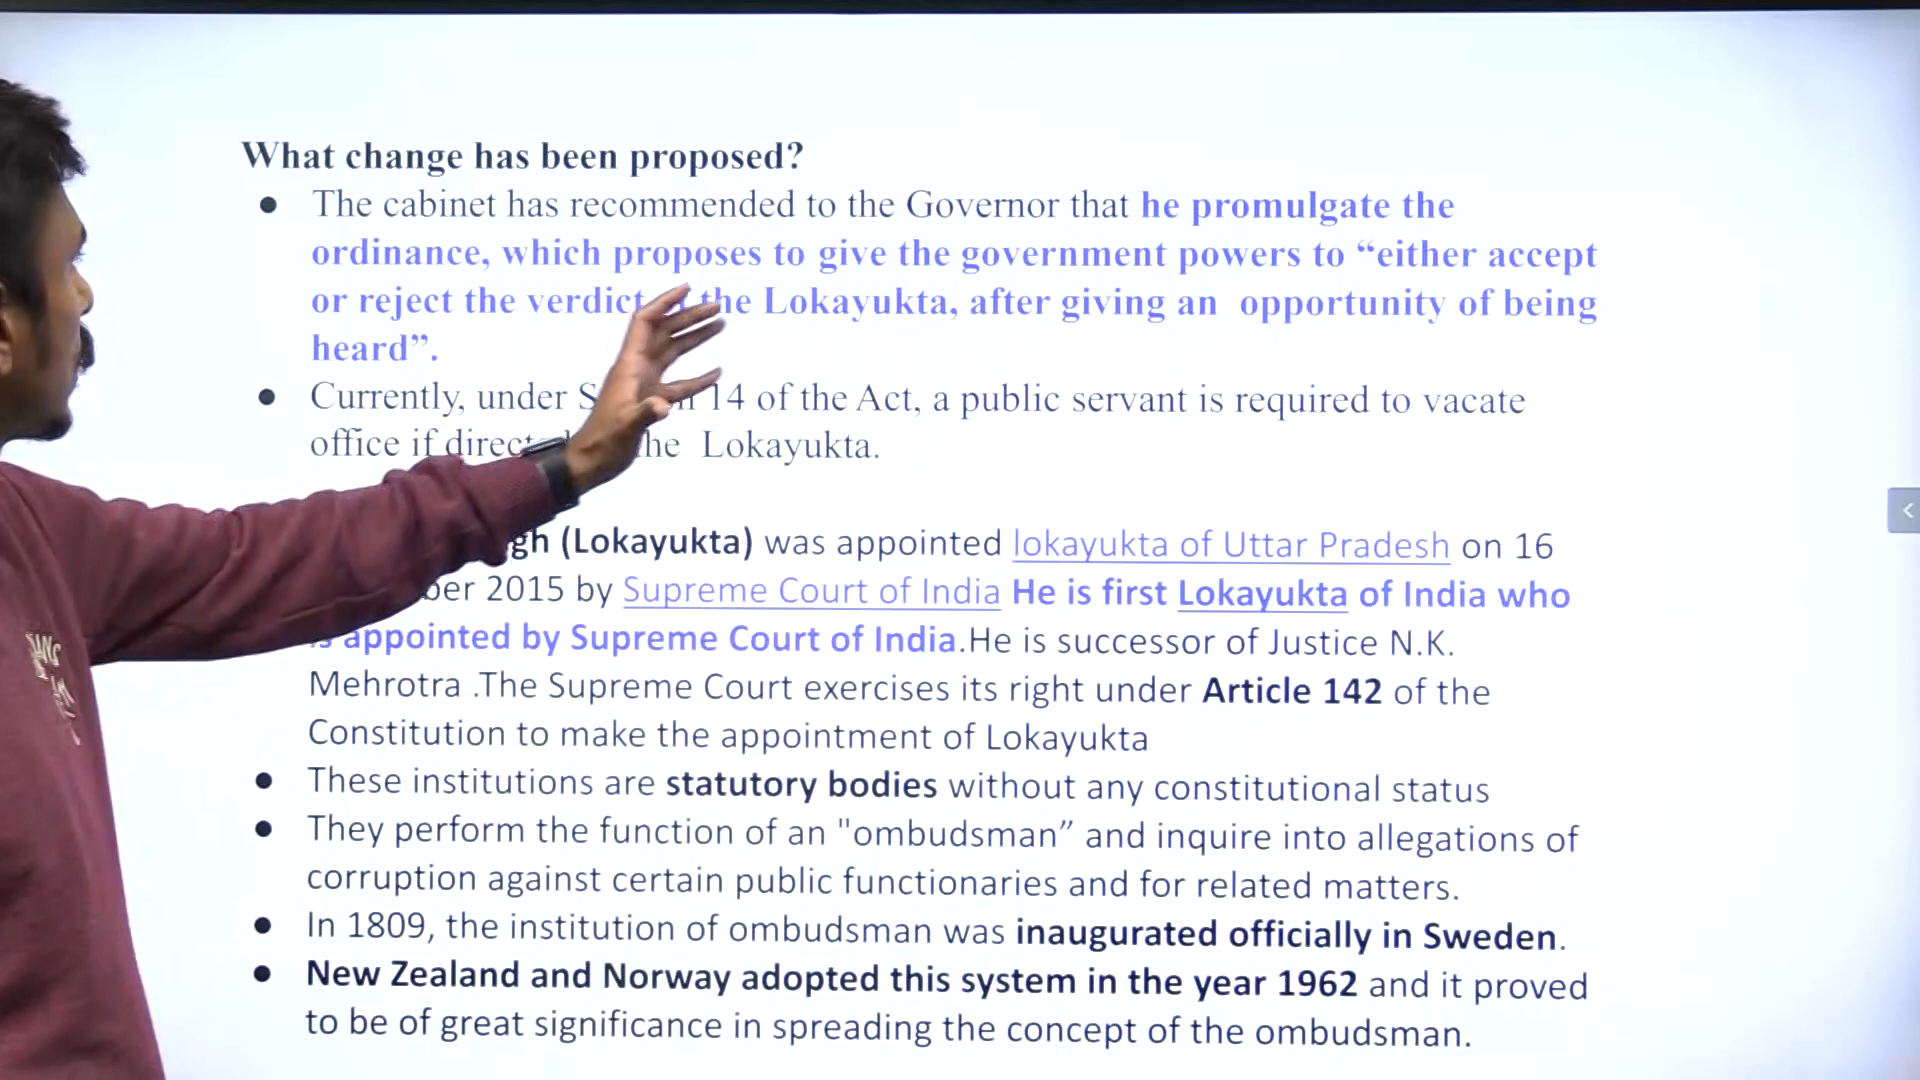 What change has been proposed?
● The cabinet has recommended to the Governor that he promulgate the
ordinance, which proposes to give the government powers to “either accept
or reject the verdict the Lokayukta, after giving an opportunity of being
heard”.
● Currently, under 14 of the Act, a public servant is required to vacate
office if Lokayukta.
(Lokayukta) was appointed lokayukta of Uttar Pradesh on 16
2015 by Supreme Court of India He is first Lokayukta of India who
appointed by Supreme Court of India.He is successor of Justice N.K.
Mehrotra .The Supreme Court exercises its right under Article 142 of the
Constitution to make the appointment of Lokayukta
● These institutions are statutory bodies without any constitutional status
● They perform the function of an "ombudsman” and inquire into allegations of
corruption against certain public functionaries and for related matters.
● In 1809, the institution of ombudsman was inaugurated officially in Sweden.
● New Zealand and Norway adopted this system in the year 1962 and it proved
to be of great significance in spreading the concept of the ombudsman.